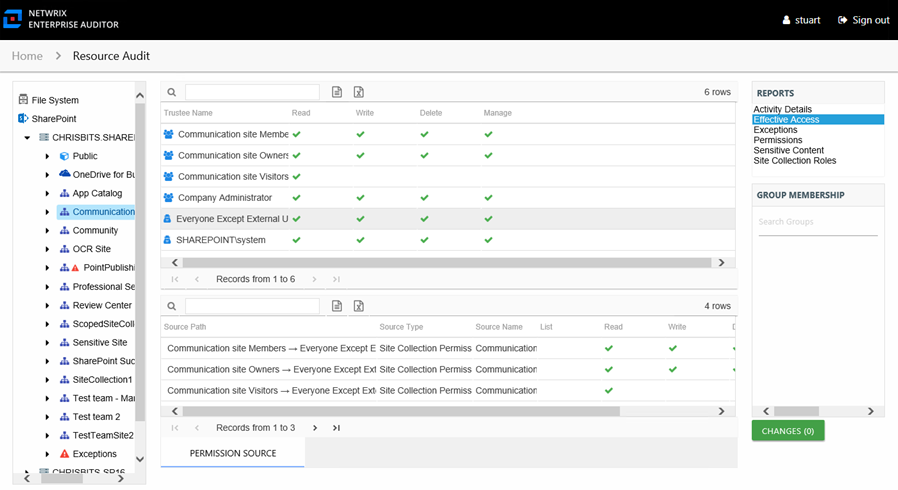 NETWRIX
ENTERPRISE AUDITOR
stuart
Sign out
Home > Resource Audit
File System
SharePoint
CHRISBITS.SHARE
Public
OneDrive for Bu
App Catalog
Communication
Community
OCR Site
PointPublishi
Professional Se
Review Center
ScopedSiteColl
Sensitive Site
SharePoint Suc
SiteCollection1
Test team - Mar
Test team 2
TestTeamSite2
Exceptions
CHRISBITS.SP16
6 rows
Trustee Name Read Write Delete Manage
Communication site Membe
Communication site Owners
Communication site Visitors
Company Administrator
Everyone Except External U
SHAREPOINT\system
Records from 1 to 6
4 rows
Source Path Source Type Source Name List Read Write D
Communication site Members → Everyone Except E Site Collection Permiss Communication
Communication site Owners → Everyone Except Ext Site Collection Permiss Communication
Communication site Visitors → Everyone Except Ext Site Collection Permiss Communication
Records from 1 to 3
PERMISSION SOURCE
REPORTS
Activity Details
Effective Access
Exceptions
Permissions
Sensitive Content
Site Collection Roles
GROUP MEMBERSHIP
Search Groups
CHANGES (0)